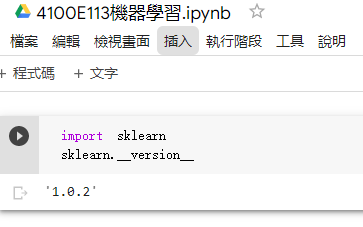 4100E113機器學習.ipynb
檔案 編輯 檢視畫面 插入 執行階段 工具 說明
+ 程式碼 + 文字
import sklearn
sklearn.__version__
'1.0.2'